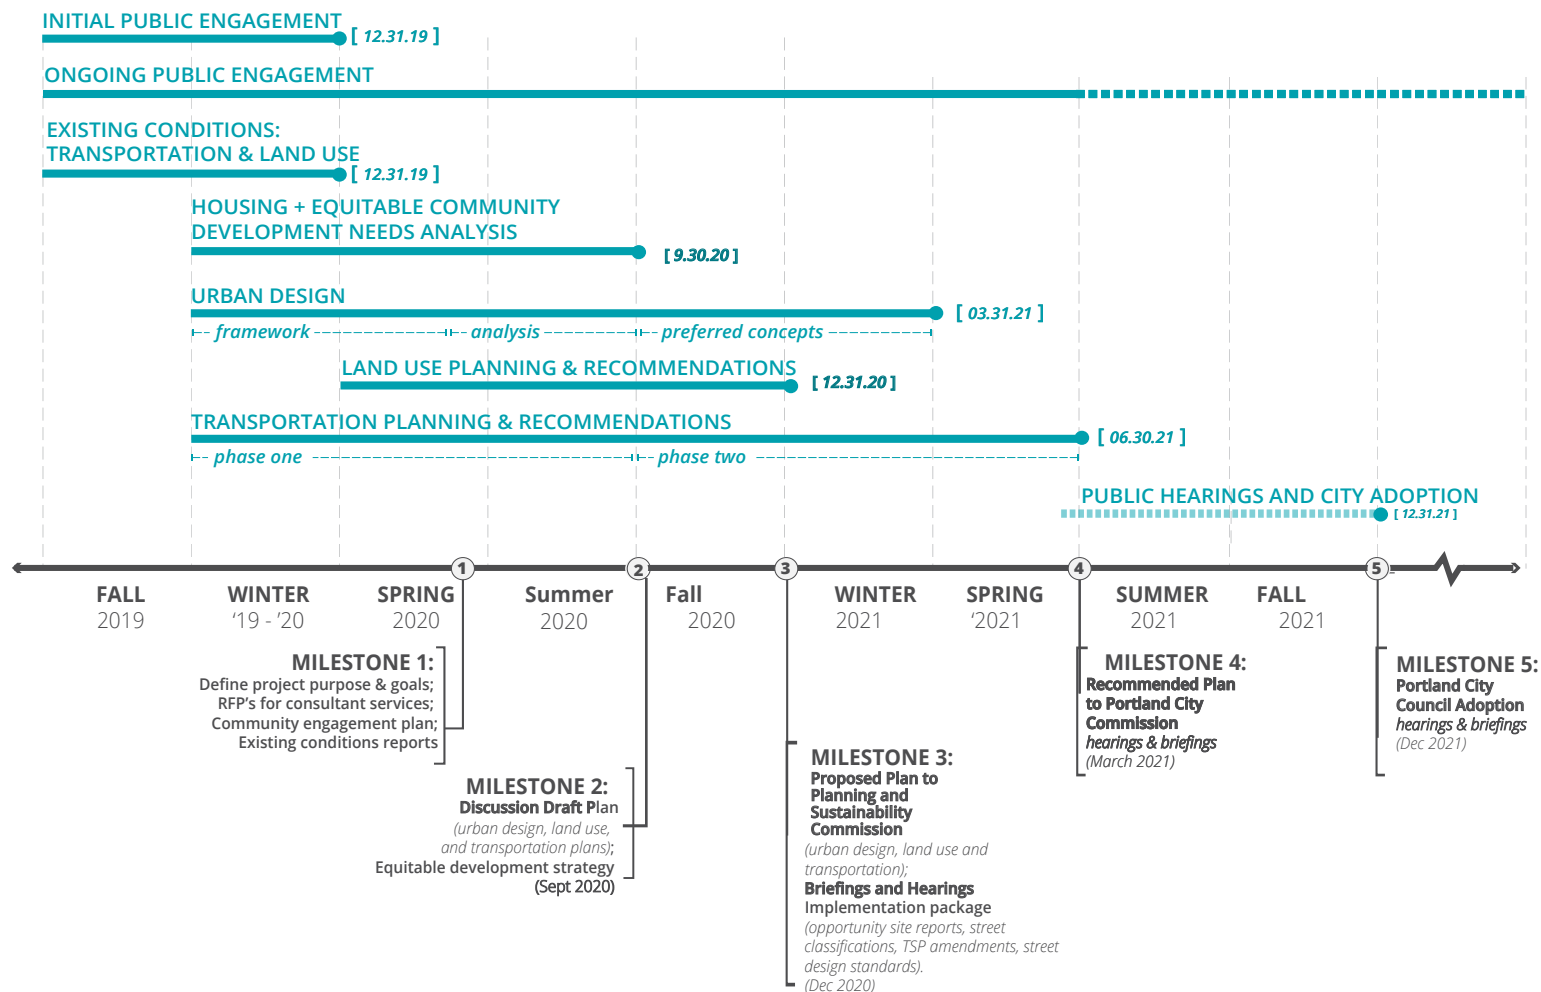 INITIAL PUBLIC ENGAGEMENT
[ 12.31.19 ]
ONGOING PUBLIC ENGAGEMENT
EXISTING CONDITIONS:
TRANSPORTATION & LAND USE
[ 12.31.19 ]
HOUSING + EQUITABLE COMMUNITY
DEVELOPMENT NEEDS ANALYSIS
[ 9.30.20 ]
URBAN DESIGN
[ 03.31.21 ]
framework analysis preferred concepts
LAND USE PLANNING & RECOMMENDATIONS
[ 12.31.20 ]
TRANSPORTATION PLANNING & RECOMMENDATIONS
[ 06.30.21 ]
phase one phase two
PUBLIC HEARINGS AND CITY ADOPTION
[ 12.31.21 ]
1 2 3 4 5
FALL WINTER SPRING Summer Fall WINTER SPRING SUMMER FALL
2019 ‘19 - ‘20 2020 2020 2020 2021 ‘2021 2021 2021
MILESTONE 1:
Define project purpose & goals;
RFP’s for consultant services;
Community engagement plan;
Existing conditions reports
MILESTONE 2:
Discussion Draft Plan
(urban design, land use,
and transportation plans);
Equitable development strategy
(Sept 2020)
MILESTONE 3:
Proposed Plan to
Planning and
Sustainability
Commission
(urban design, land use and
transportation);
Briefings and Hearings
Implementation package
(opportunity site reports, street
classifications, TSP amendments, street
design standards).
(Dec 2020)
MILESTONE 4:
Recommended Plan
to Portland City
Commission
hearings & briefings
(March 2021)
MILESTONE 5:
Portland City
Council Adoption
hearings & briefings
(Dec 2021)